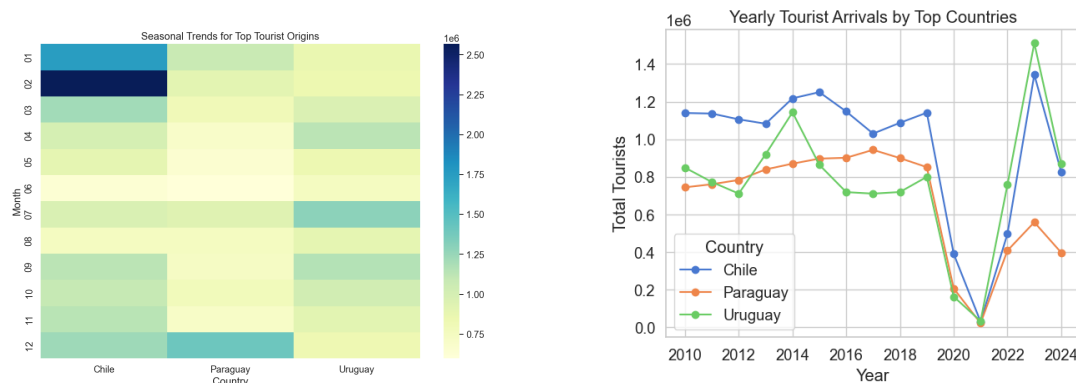 Seasonal Trends for Top Tourist Origins
1e6
01
02
03
04
05
06
07
08
09
10
11
12
Month
Chile
Paraguay
Uruguay
Country
2.50
2.25
2.00
1.75
1.50
1.25
1.00
0.75
Yearly Tourist Arrivals by Top Countries
1e6
1.4
1.2
1.0
0.8
0.6
0.4
0.2
0.0
Total Tourists
Country
Chile
Paraguay
Uruguay
2010
2012
2014
2016
2018
2020
2022
2024
Year